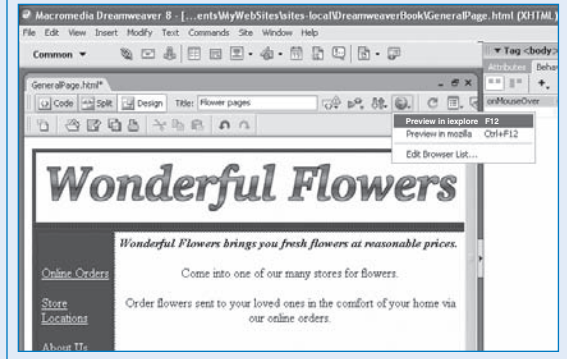 Macromedia Dreamweaver 8 - [...ents\MyWebSites\sites-local\DreamweaverBook\GeneralPage.html (XHTML)
File Edit View Insert Modify Text Commands Site Window Help
Common
Tag <body>
Attributes Beha
GeneralPage.html*
Code Split Design Title: Flower pages
onMouseOver
Preview in iexplore F12
Preview in mozilla Ctrl+F12
Edit Browser List...
Wonderful Flowers
Wonderful Flowers brings you fresh flowers at reasonable prices.
Online Orders
Come into one of our many stores for flowers.
Store
Locations
Order flowers sent to your loved ones in the comfort of your home via
our online orders.
About Us